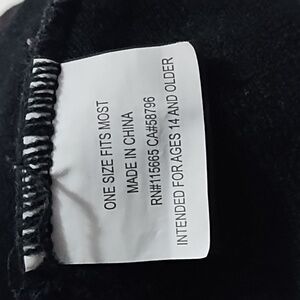 ONE SIZE FITS MOST
MADE IN CHINA
RN#115665 CA#58796
INTENDED FOR AGES 14 AND OLDER